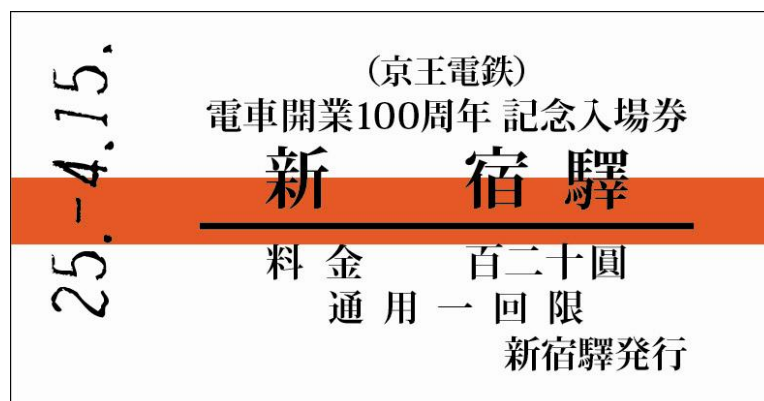 25.-4.15.
（京王電鉄）
電車開業100周年 記念入場券
新 宿 驛
料 金 百二十圓
通 用 一 回 限
新宿驛発行